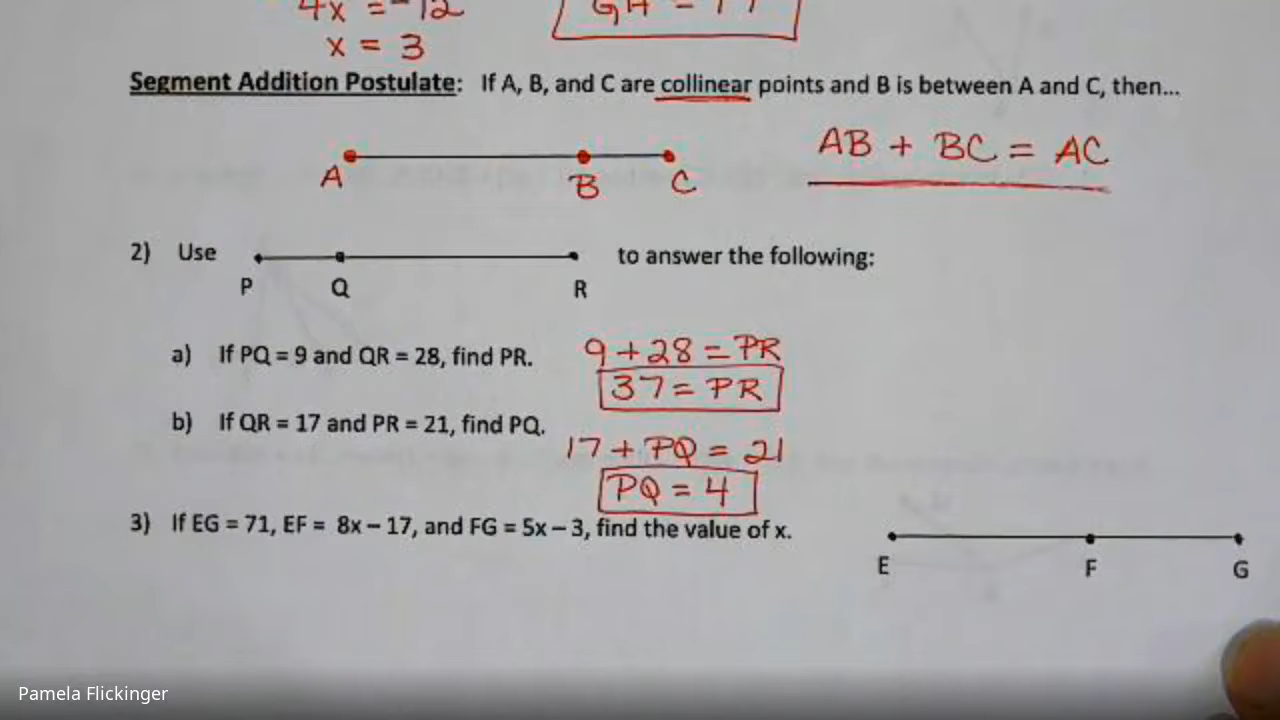 4x = -12
GH = 17
x = 3
Segment Addition Postulate: If A, B, and C are collinear points and B is between A and C, then...
AB + BC = AC
A B C
2) Use to answer the following:
P Q R
a) If PQ = 9 and QR = 28, find PR.
9 + 28 = PR
37 = PR
b) If QR = 17 and PR = 21, find PQ.
17 + PQ = 21
PQ = 4
3) If EG = 71, EF = 8x – 17, and FG = 5x – 3, find the value of x.
E F G
Pamela Flickinger